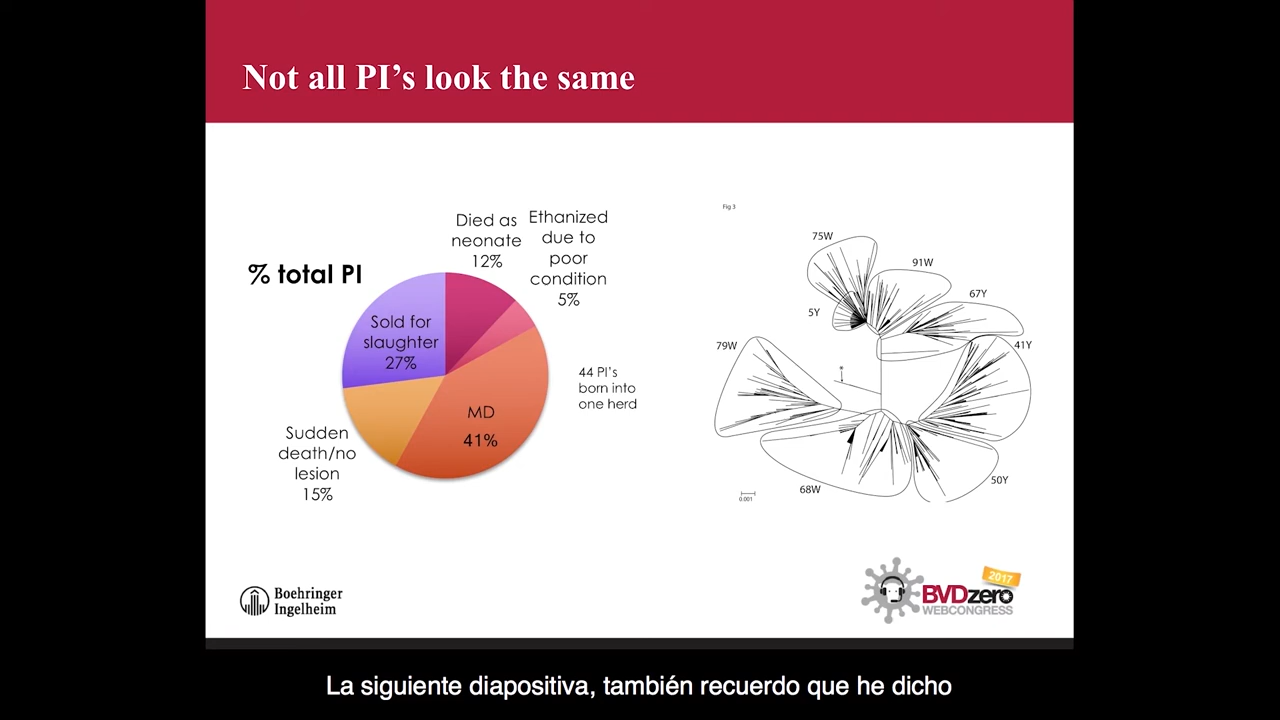 Not all PI's look the same
% total PI
Died as
neonate
12%
Ethanized
due to
poor
condition
5%
Sold for
slaughter
27%
MD
41%
Sudden
death/no
lesion
15%
44 PI's
born into
one herd
Fig 3
75W
91W
67Y
5Y
79W
41Y
*
68W
50Y
0.001
Boehringer
Ingelheim
2017
BVDzero
WEBCONGRESS
La siguiente diapositiva, también recuerdo que he dicho